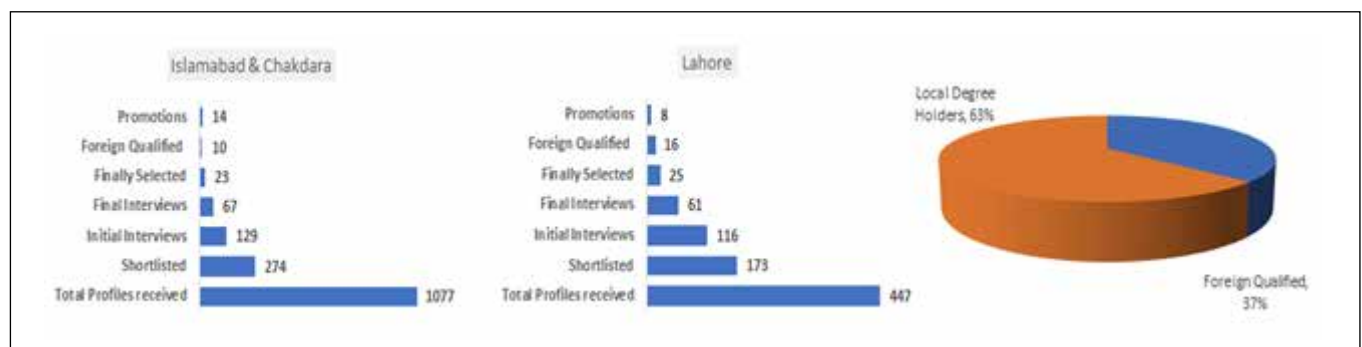 Islamabad & Chakdara
Promotions 14
Foreign Qualified 10
Finally Selected 23
Final Interviews 67
Initial Interviews 129
Shortlisted 274
Total Profiles received 1077
Lahore
Promotions 8
Foreign Qualified 16
Finally Selected 25
Final Interviews 61
Initial Interviews 116
Shortlisted 173
Total Profiles received 447
Local Degree
Holders, 63%
Foreign Qualified,
37%